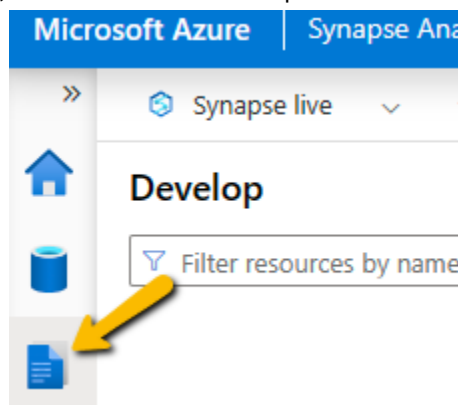 Microsoft Azure Synapse Ana
»
Synapse live
Develop
Filter resources by name